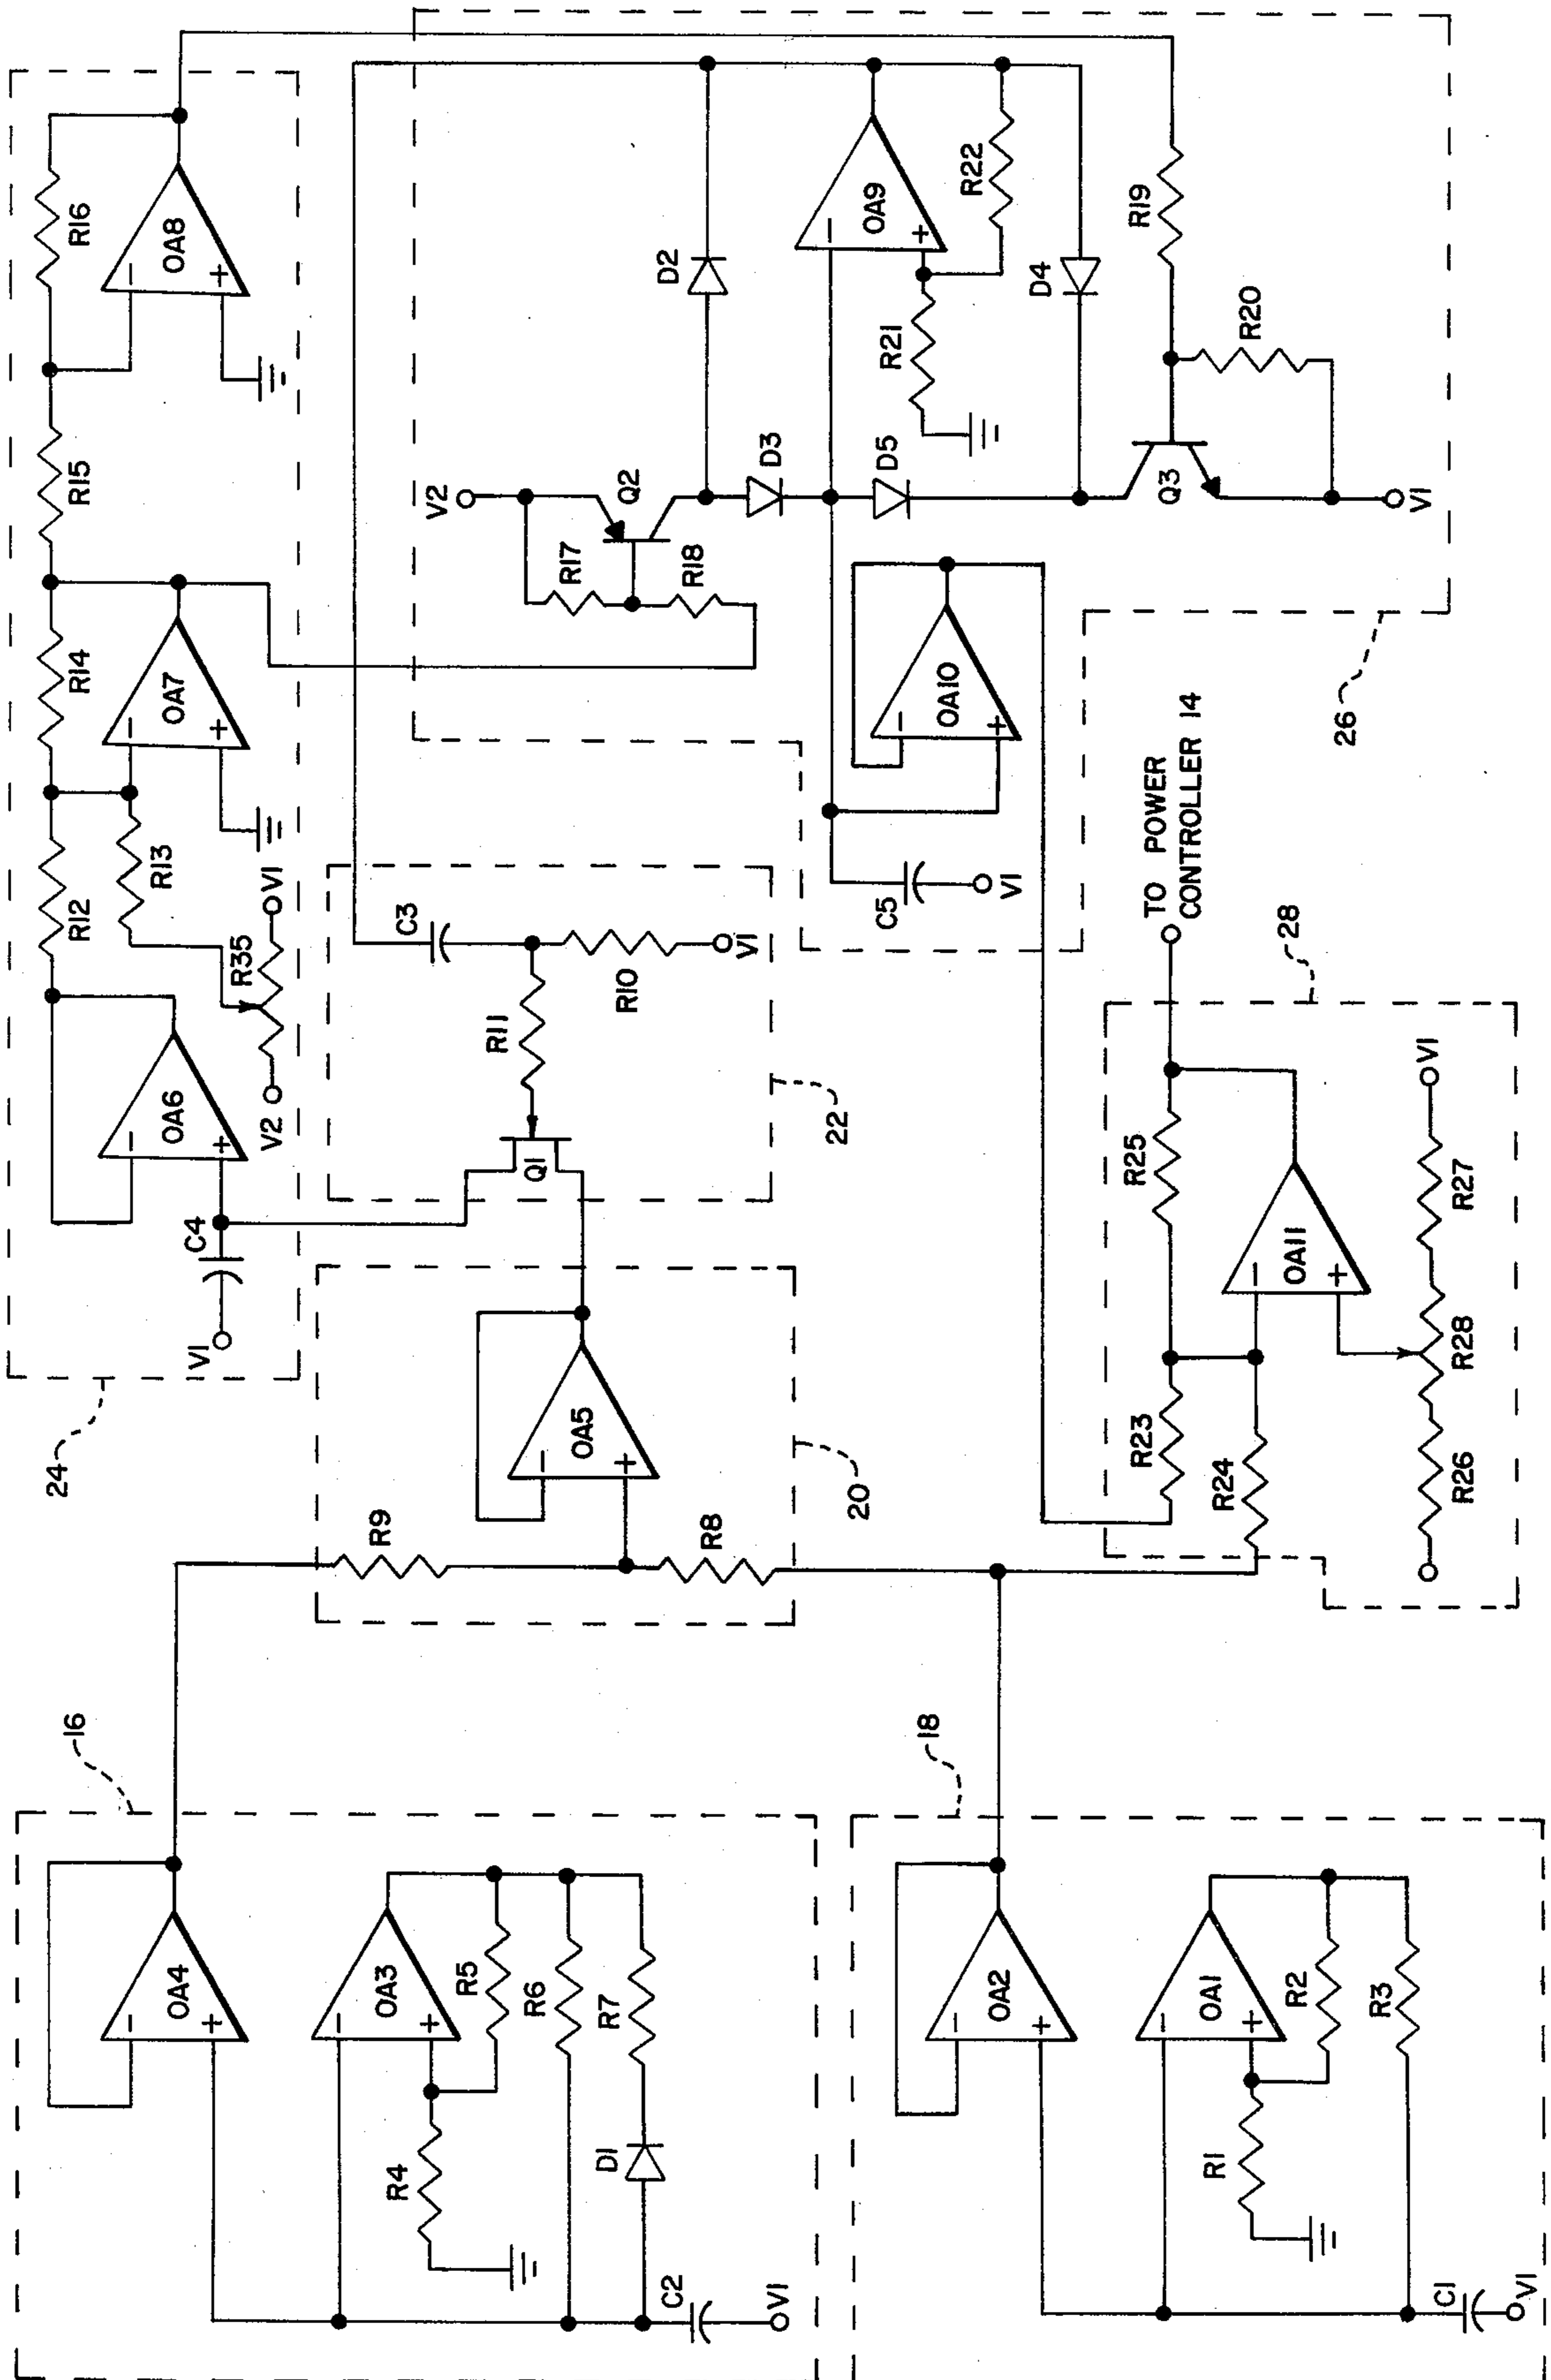 R16
OA8
-
+
R15
R14
OA7
-
+
R12
R13
V1
R35
V2
OA6
-
+
C4
V1
24
D2
OA9
-
+
R22
R21
D4
R19
R20
V2
Q2
R17
R18
D3
D5
Q3
V1
OA10
-
+
C5
V1
26
C3
R11
R10
V1
Q1
22
TO POWER
CONTROLLER 14
28
R25
R23
R24
OA11
-
+
V1
R27
R28
R26
OA5
-
+
R9
R8
20
16
OA4
-
+
OA3
-
+
R5
R6
R7
R4
D1
C2
V1
18
OA2
-
+
OA1
-
+
R2
R3
R1
C1
V1